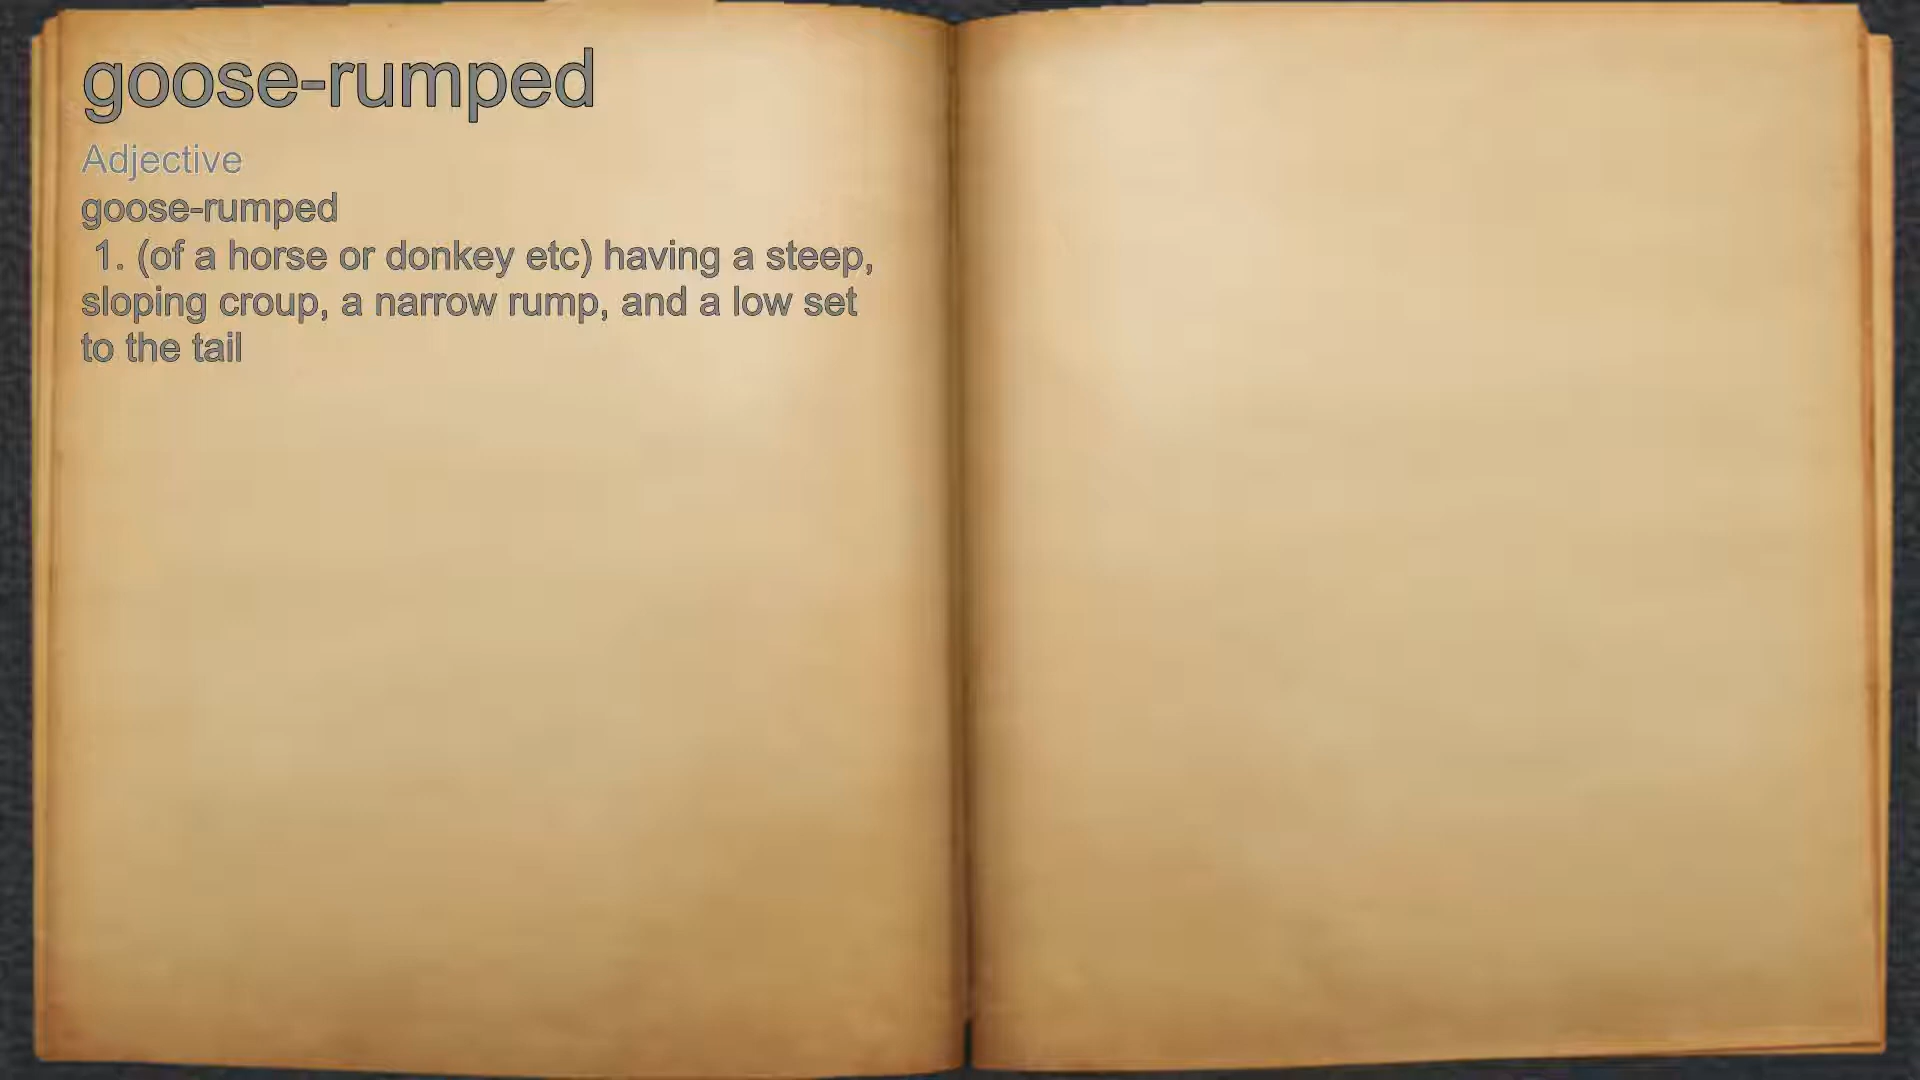 goose-rumped
Adjective
goose-rumped
1. (of a horse or donkey etc) having a steep,
sloping croup, a narrow rump, and a low set
to the tail